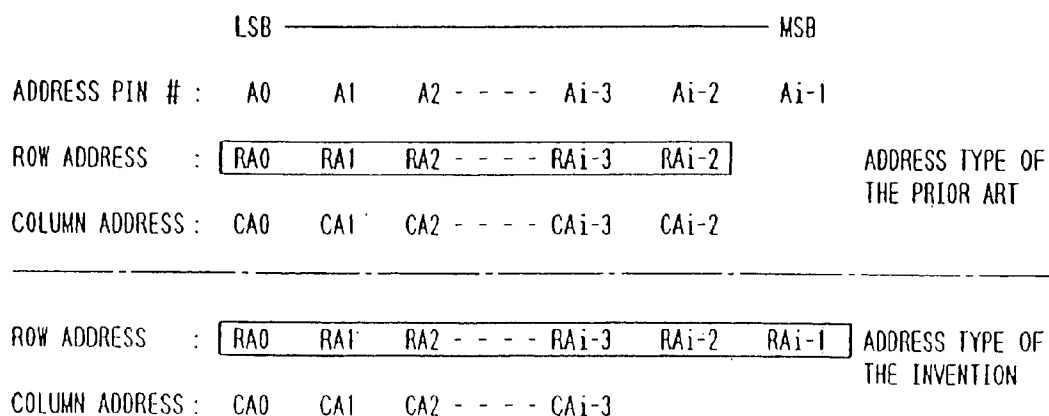 LSB MSB
ADDRESS PIN # : A0 A1 A2 - - - - Ai-3 Ai-2 Ai-1
ROW ADDRESS : RA0 RA1 RA2 - - - - RAi-3 RAi-2 ADDRESS TYPE OF
THE PRIOR ART
COLUMN ADDRESS : CA0 CA1 CA2 - - - - CAi-3 CAi-2
ROW ADDRESS : RA0 RA1 RA2 - - - - RAi-3 RAi-2 RAi-1 ADDRESS TYPE OF
THE INVENTION
COLUMN ADDRESS : CA0 CA1 CA2 - - - - CAi-3